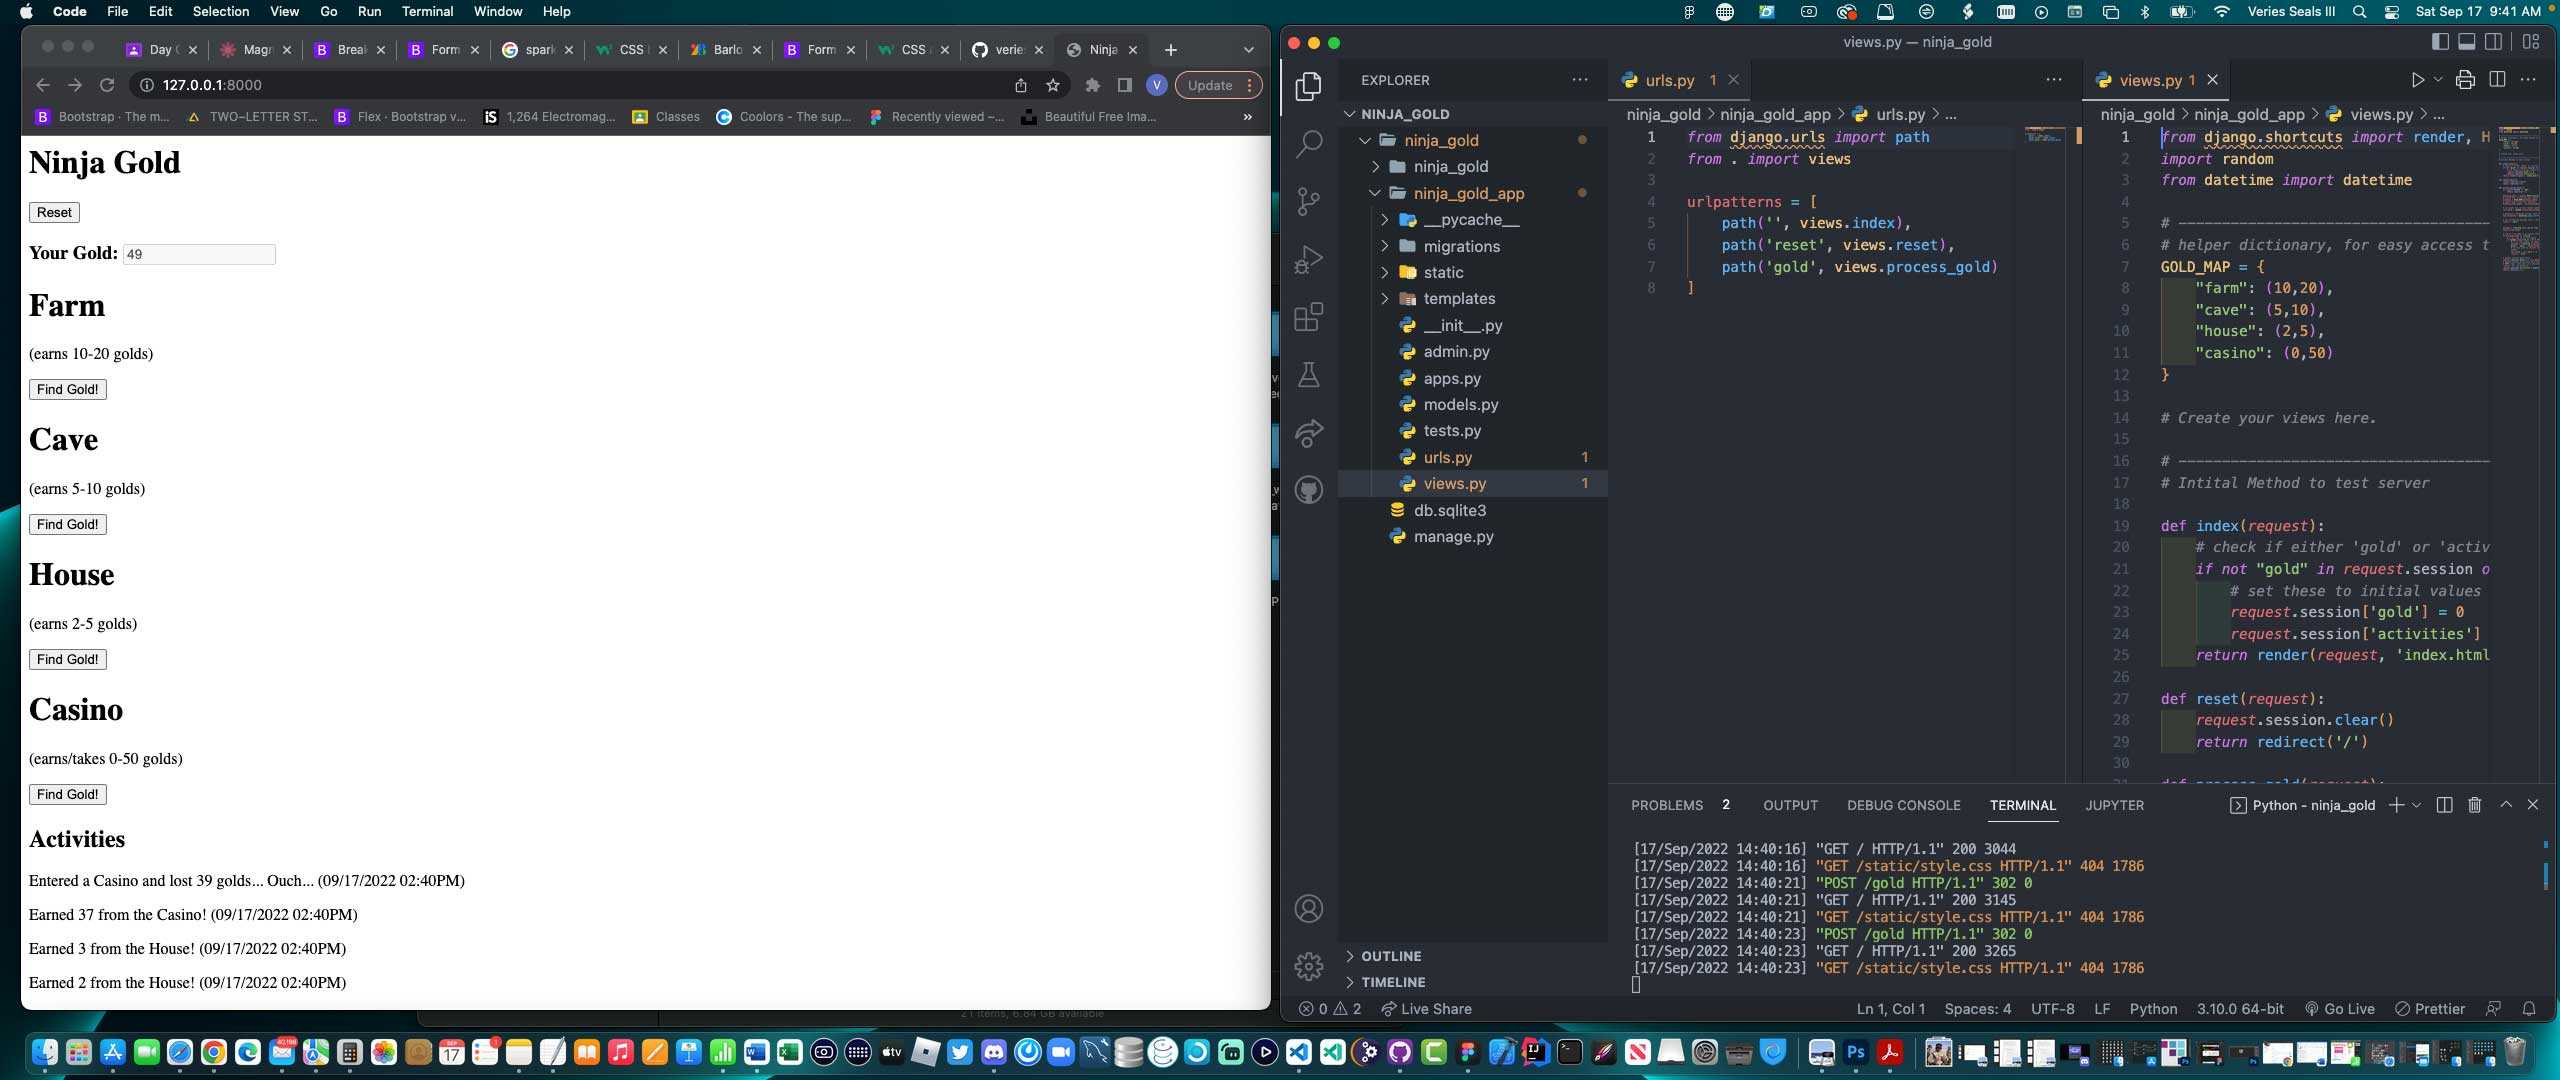 Code File Edit Selection View Go Run Terminal Window Help
Veries Seals III Sat Sep 17 9:41 AM
Day Magn Break Form spark CSS Barlo Form CSS verie Ninja
127.0.0.1:8000
V Update
Bootstrap · The m... TWO–LETTER ST... Flex · Bootstrap v... 1,264 Electromag... Classes Coolors - The sup... Recently viewed –... Beautiful Free Ima... »
Ninja Gold
Reset
Your Gold: 49
Farm
(earns 10-20 golds)
Find Gold!
Cave
(earns 5-10 golds)
Find Gold!
House
(earns 2-5 golds)
Find Gold!
Casino
(earns/takes 0-50 golds)
Find Gold!
Activities
Entered a Casino and lost 39 golds... Ouch... (09/17/2022 02:40PM)
Earned 37 from the Casino! (09/17/2022 02:40PM)
Earned 3 from the House! (09/17/2022 02:40PM)
Earned 2 from the House! (09/17/2022 02:40PM)
21 items, 6.84 GB available
views.py — ninja_gold
EXPLORER
NINJA_GOLD
ninja_gold
ninja_gold
ninja_gold_app
__pycache__
migrations
static
templates
__init__.py
admin.py
apps.py
models.py
tests.py
urls.py 1
views.py 1
db.sqlite3
manage.py
OUTLINE
TIMELINE
urls.py 1
ninja_gold > ninja_gold_app > urls.py > ...
1 from django.urls import path
2 from . import views
3
4 urlpatterns = [
5 path('', views.index),
6 path('reset', views.reset),
7 path('gold', views.process_gold)
8 ]
views.py 1
ninja_gold > ninja_gold_app > views.py > ...
1 from django.shortcuts import render, H
2 import random
3 from datetime import datetime
4
5 # ------------------------------------
6 # helper dictionary, for easy access t
7 GOLD_MAP = {
8 "farm": (10,20),
9 "cave": (5,10),
10 "house": (2,5),
11 "casino": (0,50)
12 }
13
14 # Create your views here.
15
16 # ------------------------------------
17 # Intital Method to test server
18
19 def index(request):
20 # check if either 'gold' or 'activ
21 if not "gold" in request.session o
22 # set these to initial values
23 request.session['gold'] = 0
24 request.session['activities']
25 return render(request, 'index.html
26
27 def reset(request):
28 request.session.clear()
29 return redirect('/')
30
31 def process_gold(request):
PROBLEMS 2 OUTPUT DEBUG CONSOLE TERMINAL JUPYTER
Python - ninja_gold
[17/Sep/2022 14:40:16] "GET / HTTP/1.1" 200 3044
[17/Sep/2022 14:40:16] "GET /static/style.css HTTP/1.1" 404 1786
[17/Sep/2022 14:40:21] "POST /gold HTTP/1.1" 302 0
[17/Sep/2022 14:40:21] "GET / HTTP/1.1" 200 3145
[17/Sep/2022 14:40:21] "GET /static/style.css HTTP/1.1" 404 1786
[17/Sep/2022 14:40:23] "POST /gold HTTP/1.1" 302 0
[17/Sep/2022 14:40:23] "GET / HTTP/1.1" 200 3265
[17/Sep/2022 14:40:23] "GET /static/style.css HTTP/1.1" 404 1786
0 2 Live Share
Ln 1, Col 1 Spaces: 4 UTF-8 LF Python 3.10.0 64-bit Go Live Prettier